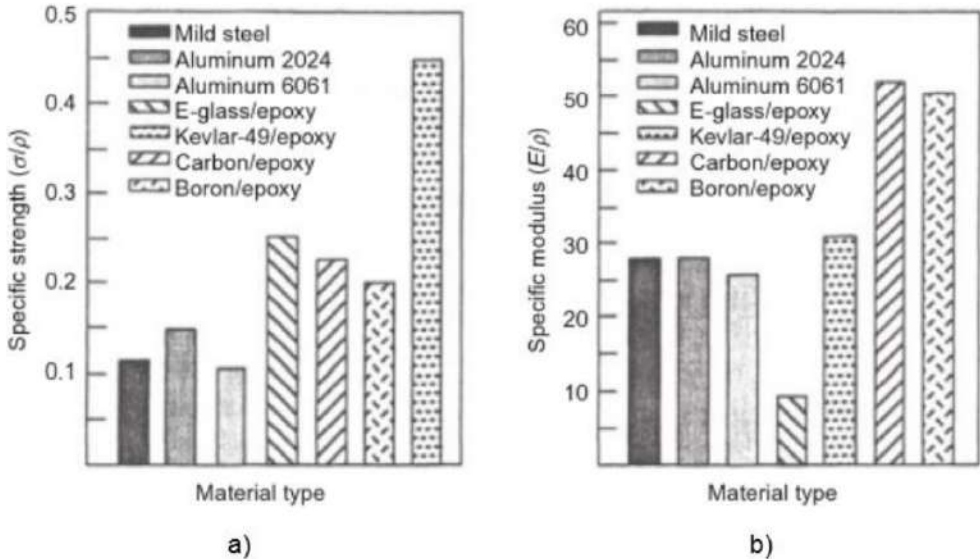 0.5
0.4
0.3
0.2
0.1
Specific strength (σ/ρ)
Mild steel
Aluminum 2024
Aluminum 6061
E-glass/epoxy
Kevlar-49/epoxy
Carbon/epoxy
Boron/epoxy
Material type
a)
60
50
40
30
20
10
Specific modulus (E/ρ)
Mild steel
Aluminum 2024
Aluminum 6061
E-glass/epoxy
Kevlar-49/epoxy
Carbon/epoxy
Boron/epoxy
Material type
b)